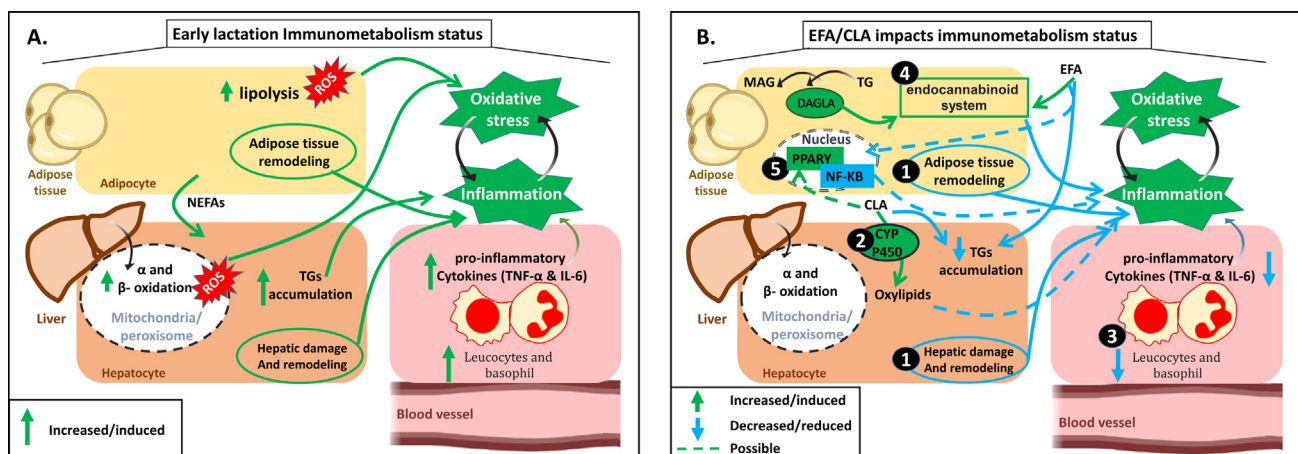 A.
Early lactation Immunometabolism status
ROS
lipolysis
Adipose tissue
remodeling
Adipose
tissue
Adipocyte
NEFAs
Oxidative
stress
Inflammation
α and
β- oxidation
ROS
Mitochondria/
peroxisome
TGs
accumulation
Liver
Hepatic damage
And remodeling
Hepatocyte
pro-inflammatory
Cytokines (TNF-α & IL-6)
Leucocytes and
basophil
Blood vessel
Increased/induced
B.
EFA/CLA impacts immunometabolism status
MAG
TG
DAGLA
4
endocannabinoid
system
EFA
Nucleus
5
PPARY
NF-KB
1
Adipose tissue
remodeling
Adipose
tissue
Oxidative
stress
Inflammation
CLA
2
CYP
P450
TGs
accumulation
Oxylipids
α and
β- oxidation
Mitochondria/
peroxisome
Liver
1
Hepatic damage
And remodeling
Hepatocyte
pro-inflammatory
Cytokines (TNF-α & IL-6)
3
Leucocytes and
basophil
Blood vessel
Increased/induced
Decreased/reduced
Possible